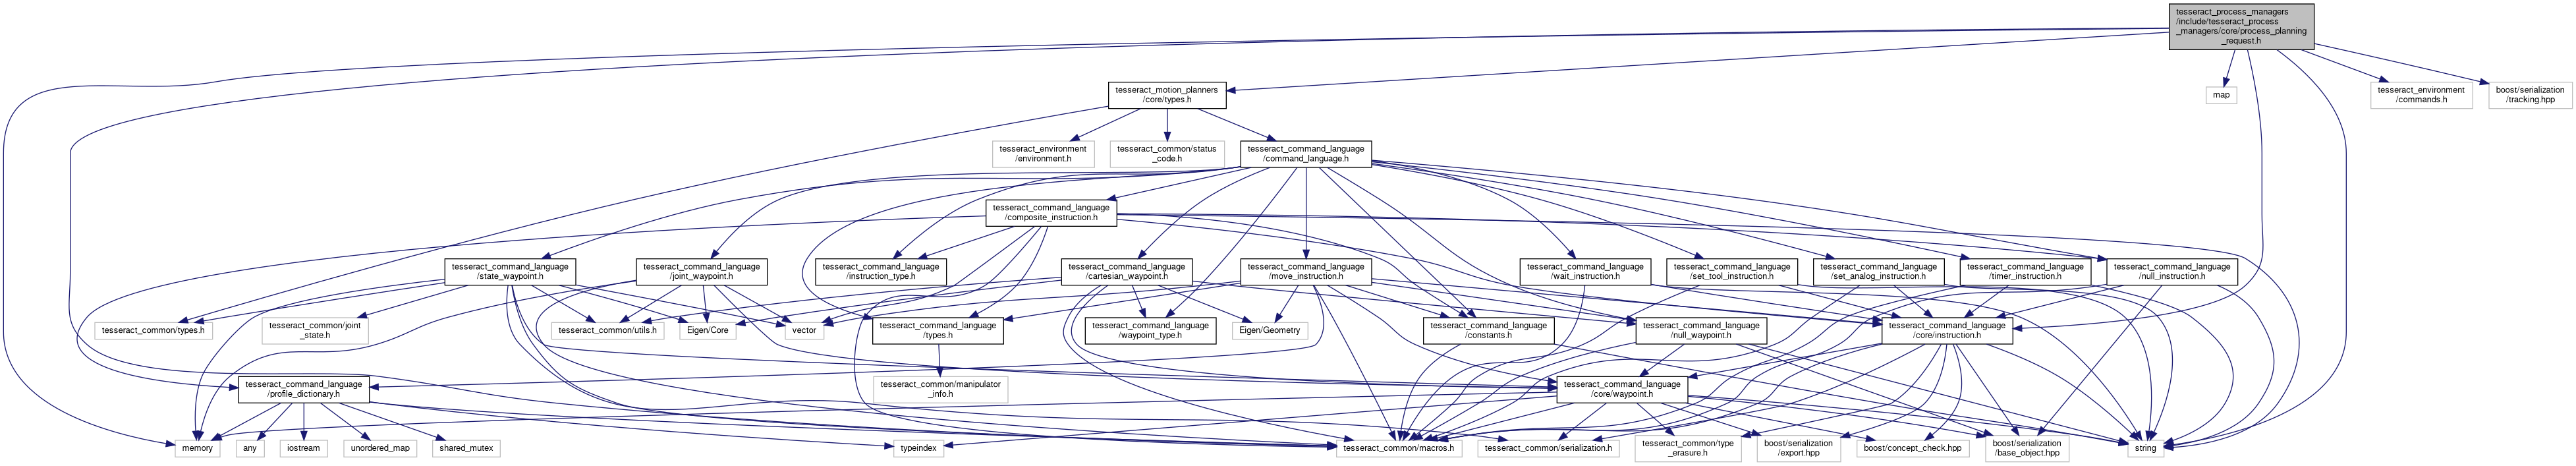 tesseract_process_managers
/include/tesseract_process
_managers/core/process_planning
_request.h
tesseract_motion_planners
/core/types.h
map
tesseract_environment
/commands.h
boost/serialization
/tracking.hpp
tesseract_environment
/environment.h
tesseract_common/status
_code.h
tesseract_command_language
/command_language.h
tesseract_command_language
/composite_instruction.h
tesseract_command_language
/state_waypoint.h
tesseract_command_language
/joint_waypoint.h
tesseract_command_language
/instruction_type.h
tesseract_command_language
/cartesian_waypoint.h
tesseract_command_language
/move_instruction.h
tesseract_command_language
/wait_instruction.h
tesseract_command_language
/set_tool_instruction.h
tesseract_command_language
/set_analog_instruction.h
tesseract_command_language
/timer_instruction.h
tesseract_command_language
/null_instruction.h
tesseract_common/types.h
tesseract_common/joint
_state.h
tesseract_common/utils.h
Eigen/Core
vector
tesseract_command_language
/types.h
tesseract_command_language
/waypoint_type.h
Eigen/Geometry
tesseract_command_language
/constants.h
tesseract_command_language
/null_waypoint.h
tesseract_command_language
/core/instruction.h
tesseract_command_language
/profile_dictionary.h
tesseract_common/manipulator
_info.h
tesseract_command_language
/core/waypoint.h
memory
any
iostream
unordered_map
shared_mutex
typeindex
tesseract_common/macros.h
tesseract_common/serialization.h
tesseract_common/type
_erasure.h
boost/serialization
/export.hpp
boost/concept_check.hpp
boost/serialization
/base_object.hpp
string